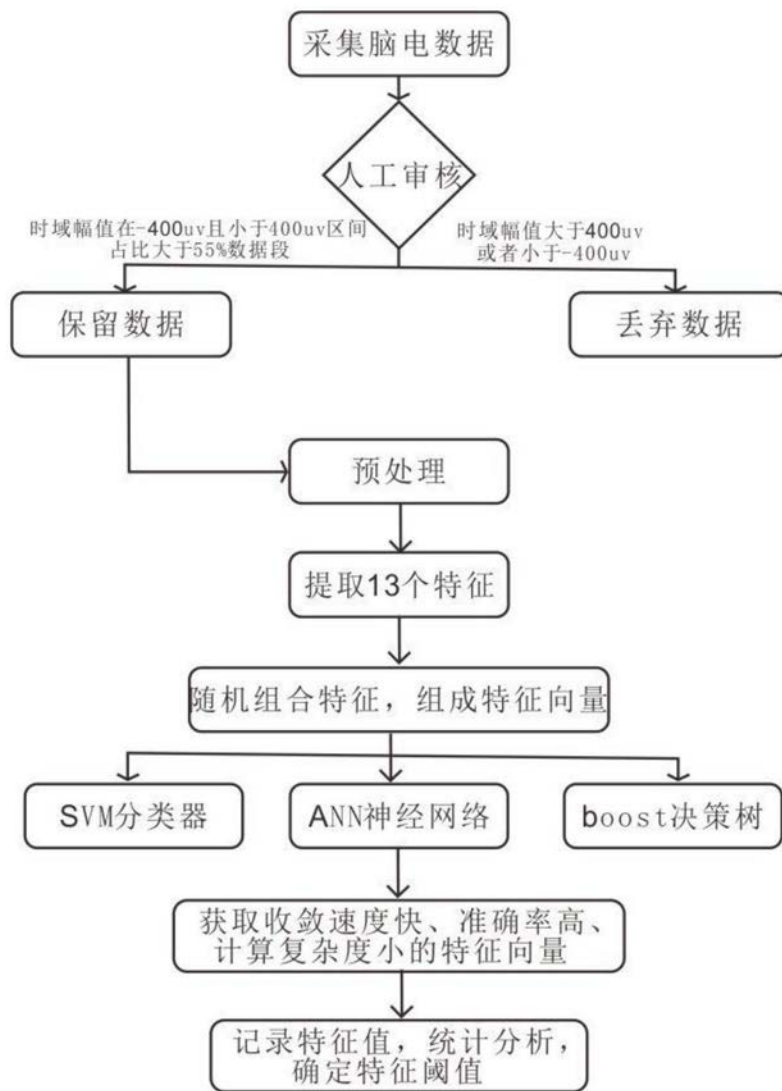 采集脑电数据
人工审核
时域幅值在-400uv且小于400uv区间
占比大于55%数据段
时域幅值大于400uv
或者小于-400uv
保留数据
丢弃数据
预处理
提取13个特征
随机组合特征，组成特征向量
SVM分类器
ANN神经网络
boost决策树
获取收敛速度快、准确率高、
计算复杂度小的特征向量
记录特征值，统计分析，
确定特征阈值